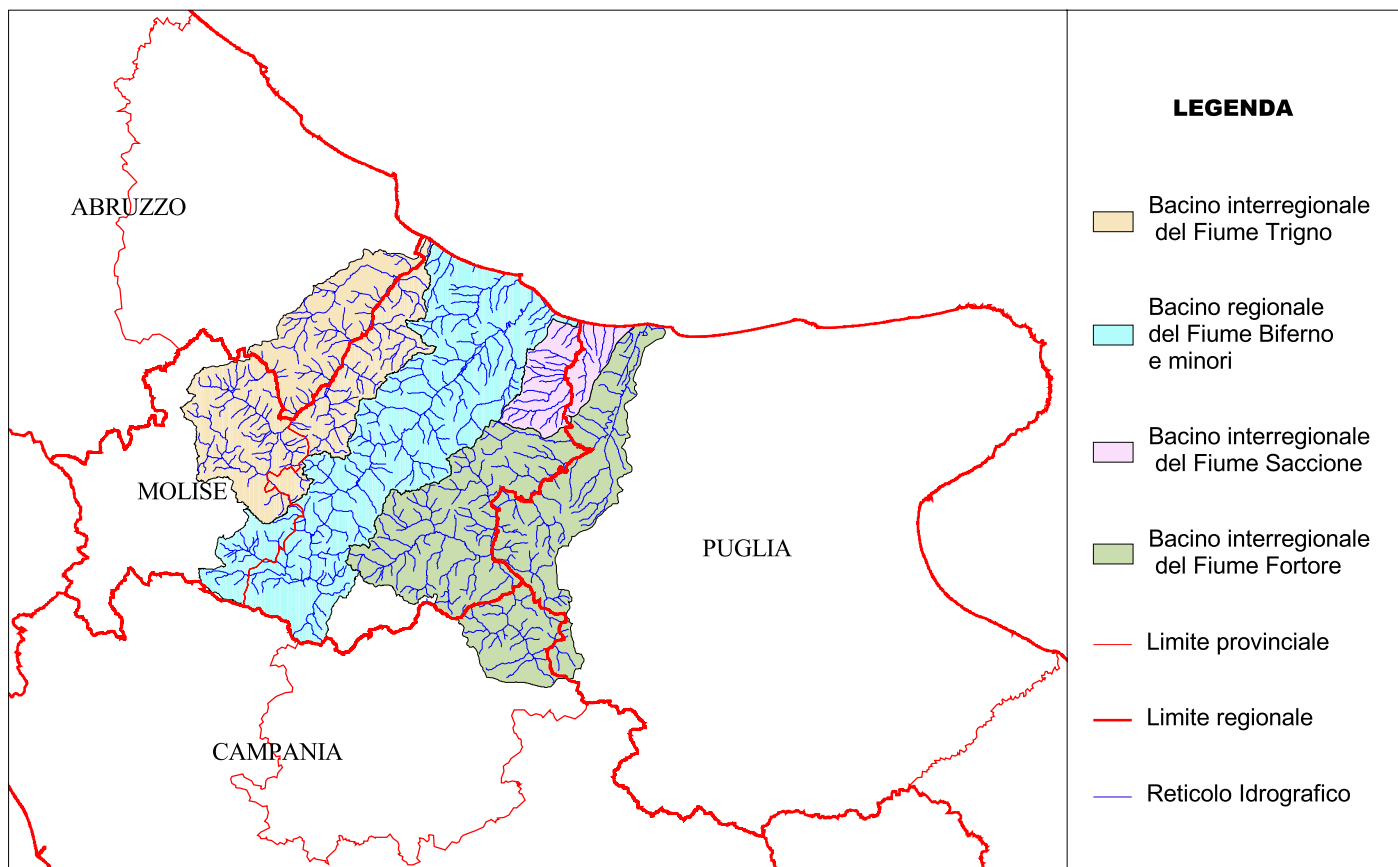 ABRUZZO
MOLISE
PUGLIA
CAMPANIA
LEGENDA
Bacino interregionale
del Fiume Trigno
Bacino regionale
del Fiume Biferno
e minori
Bacino interregionale
del Fiume Saccione
Bacino interregionale
del Fiume Fortore
Limite provinciale
Limite regionale
Reticolo Idrografico